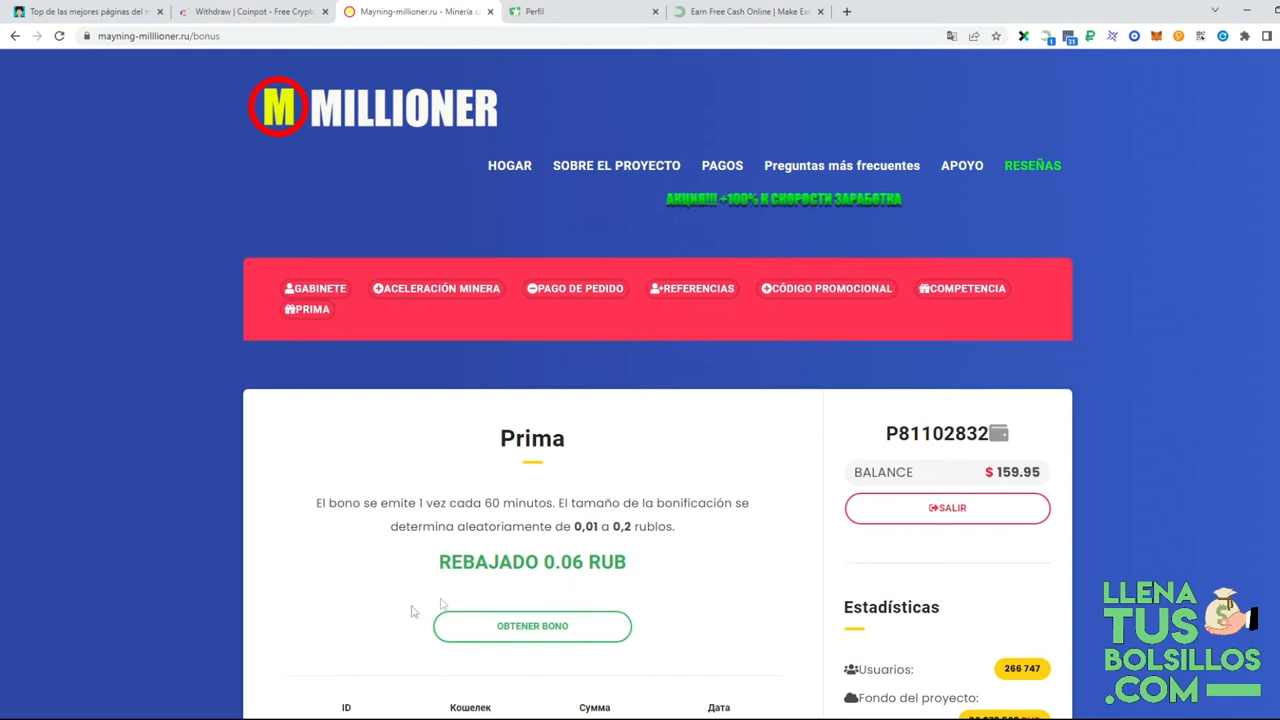 Top de las mejores páginas del m
Withdraw | Coinpot - Free Crypto
Mayning-millioner.ru - Minería c
Perfil
Earn Free Cash Online | Make Ext
mayning-milllioner.ru/bonus
1
31
M MILLIONER
HOGAR SOBRE EL PROYECTO PAGOS Preguntas más frecuentes APOYO RESEÑAS
АКЦИЯ!!! +100% К СКОРОСТИ ЗАРАБОТКА
GABINETE ACELERACIÓN MINERA PAGO DE PEDIDO REFERENCIAS CÓDIGO PROMOCIONAL COMPETENCIA
PRIMA
Prima
El bono se emite 1 vez cada 60 minutos. El tamaño de la bonificación se
determina aleatoriamente de 0,01 a 0,2 rublos.
REBAJADO 0.06 RUB
OBTENER BONO
ID Кошелек Сумма Дата
P81102832
BALANCE $ 159.95
SALIR
Estadísticas
Usuarios: 266 747
Fondo del proyecto:
LLENA
TUS
BOLSILLOS
.COM